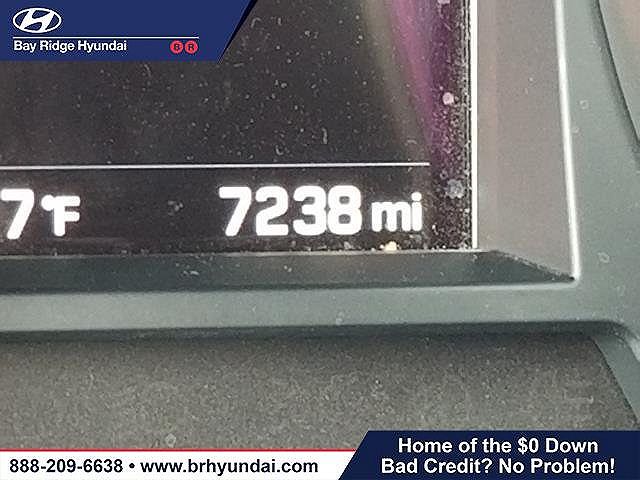 Bay Ridge Hyundai BR
7°F 7238 mi
888-209-6638 • www.brhyundai.com
Home of the $0 Down
Bad Credit? No Problem!